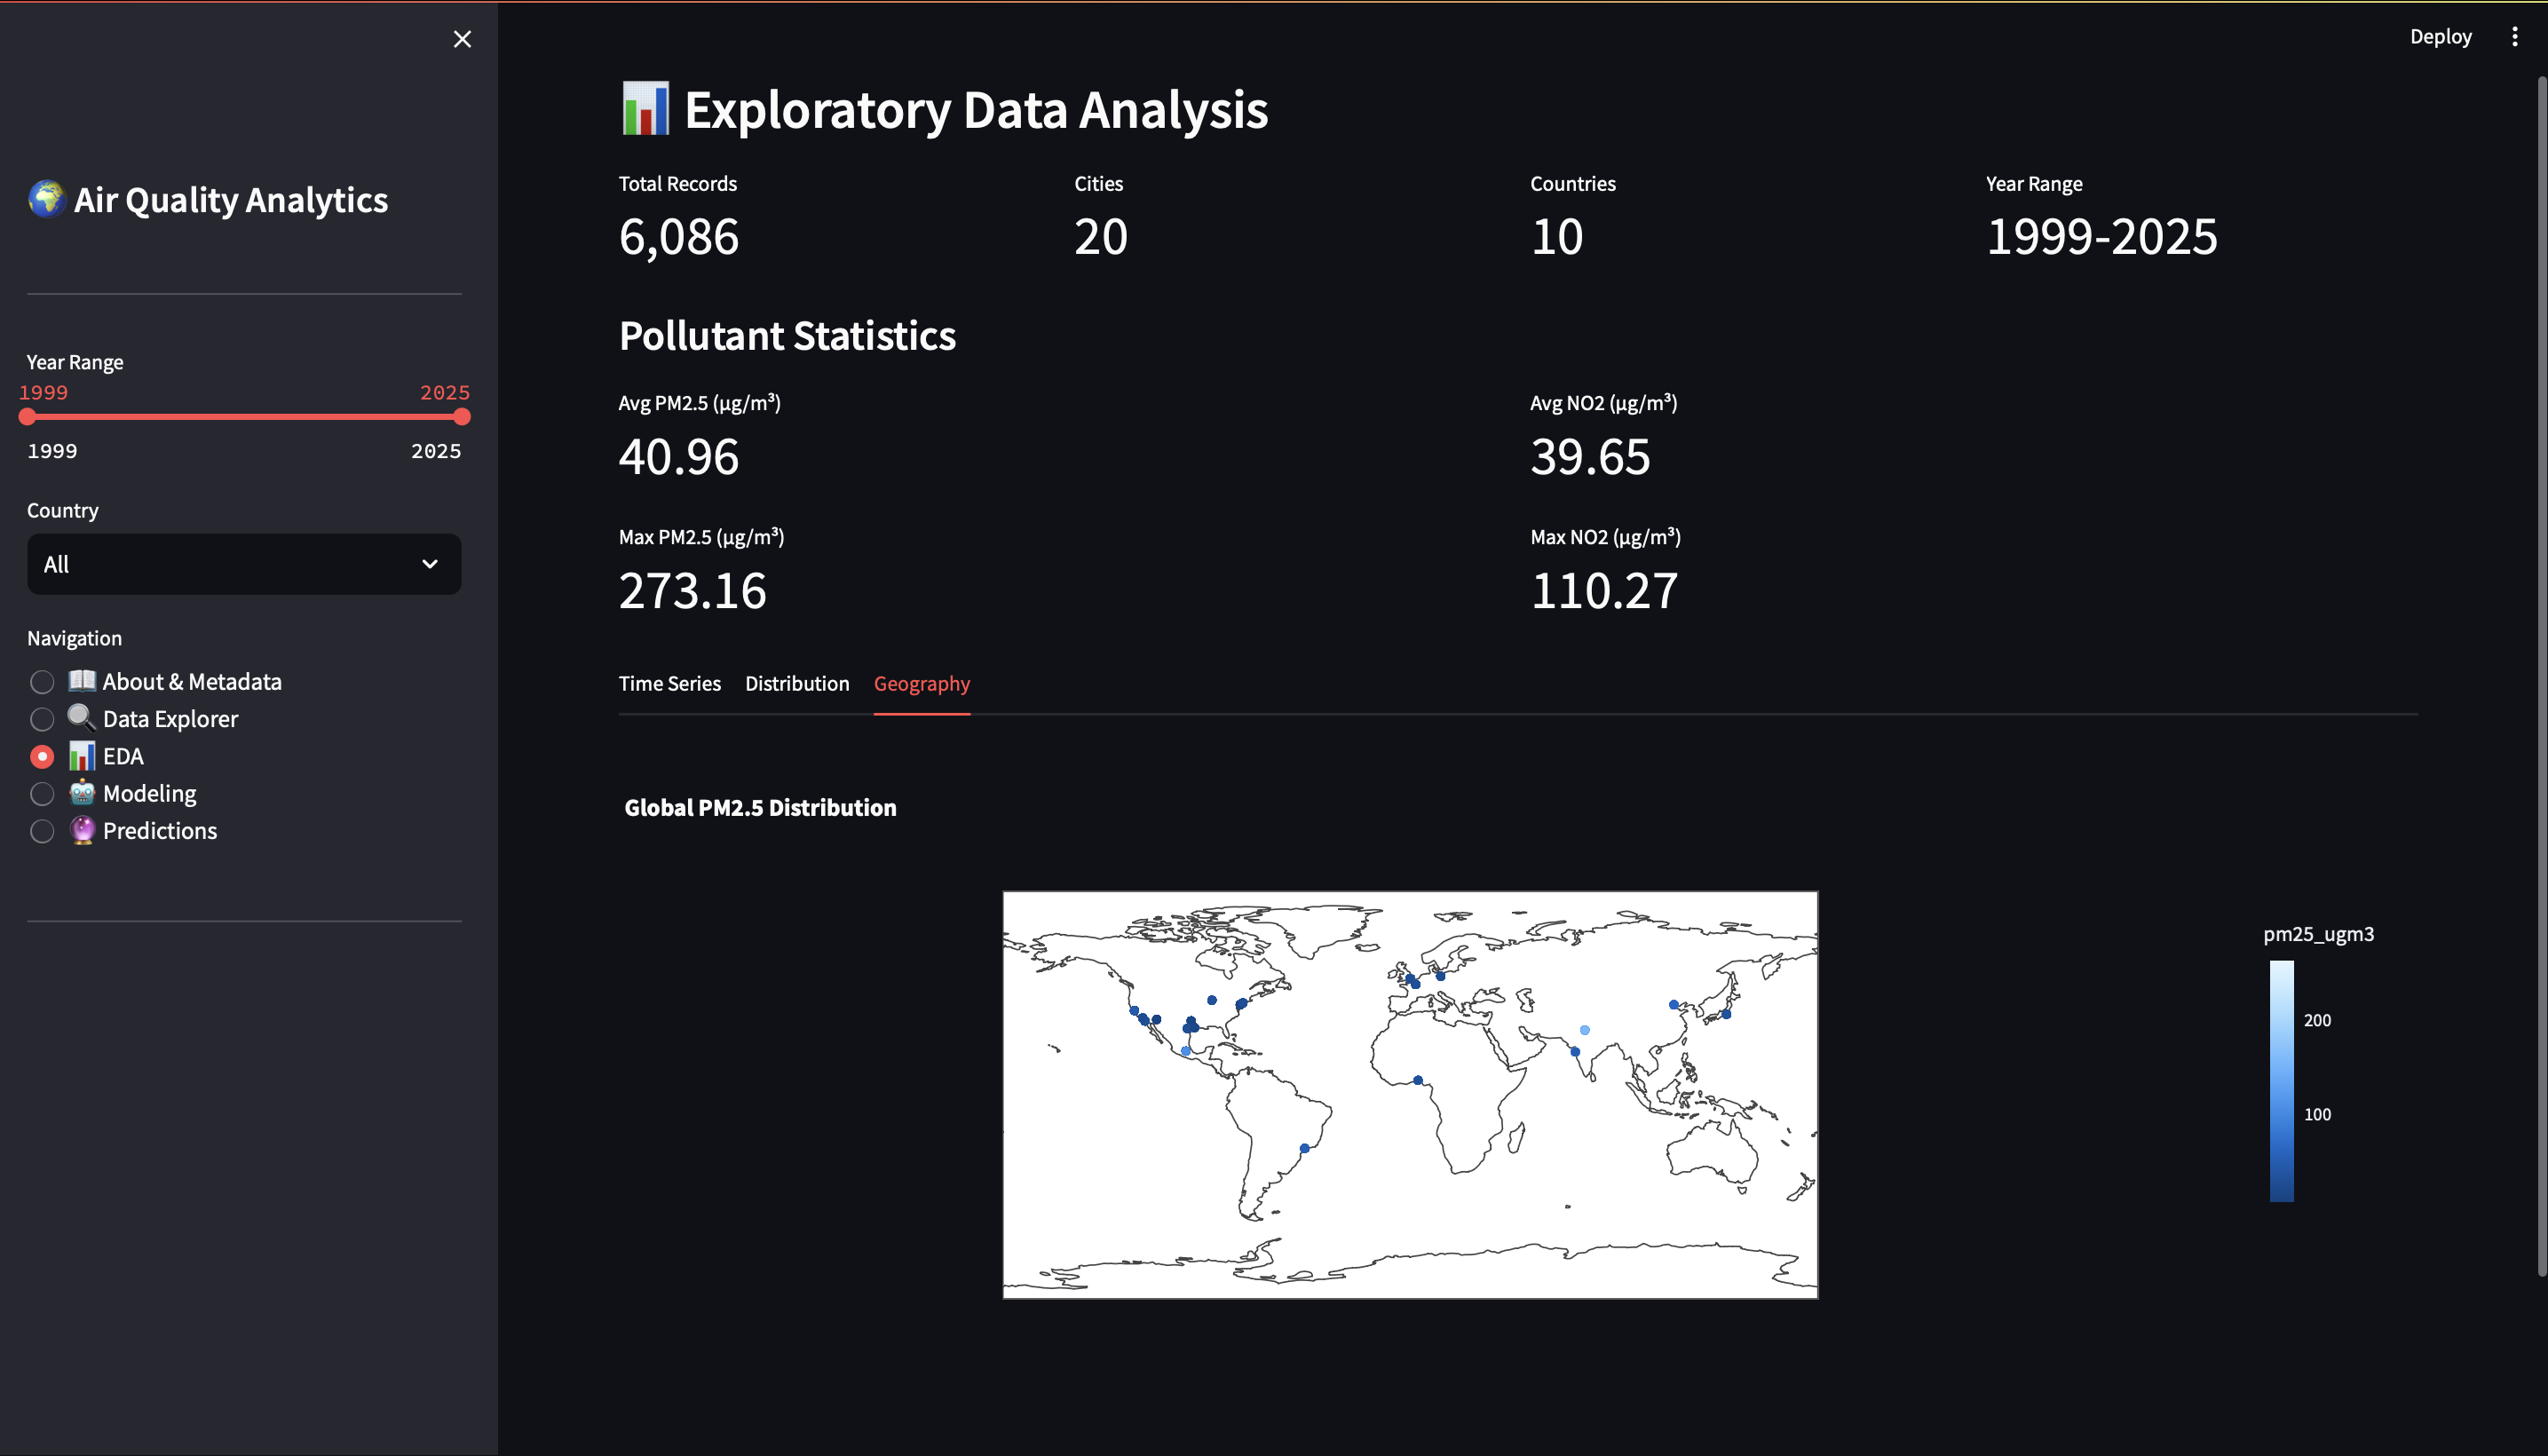 Deploy
🌍 Air Quality Analytics
Year Range
1999 2025
1999 2025
Country
All
Navigation
📖 About & Metadata
🔍 Data Explorer
📊 EDA
🤖 Modeling
🔮 Predictions
📊 Exploratory Data Analysis
Total Records Cities Countries Year Range
6,086 20 10 1999-2025
Pollutant Statistics
Avg PM2.5 (µg/m³) Avg NO2 (µg/m³)
40.96 39.65
Max PM2.5 (µg/m³) Max NO2 (µg/m³)
273.16 110.27
Time Series Distribution Geography
Global PM2.5 Distribution
pm25_ugm3
200
100